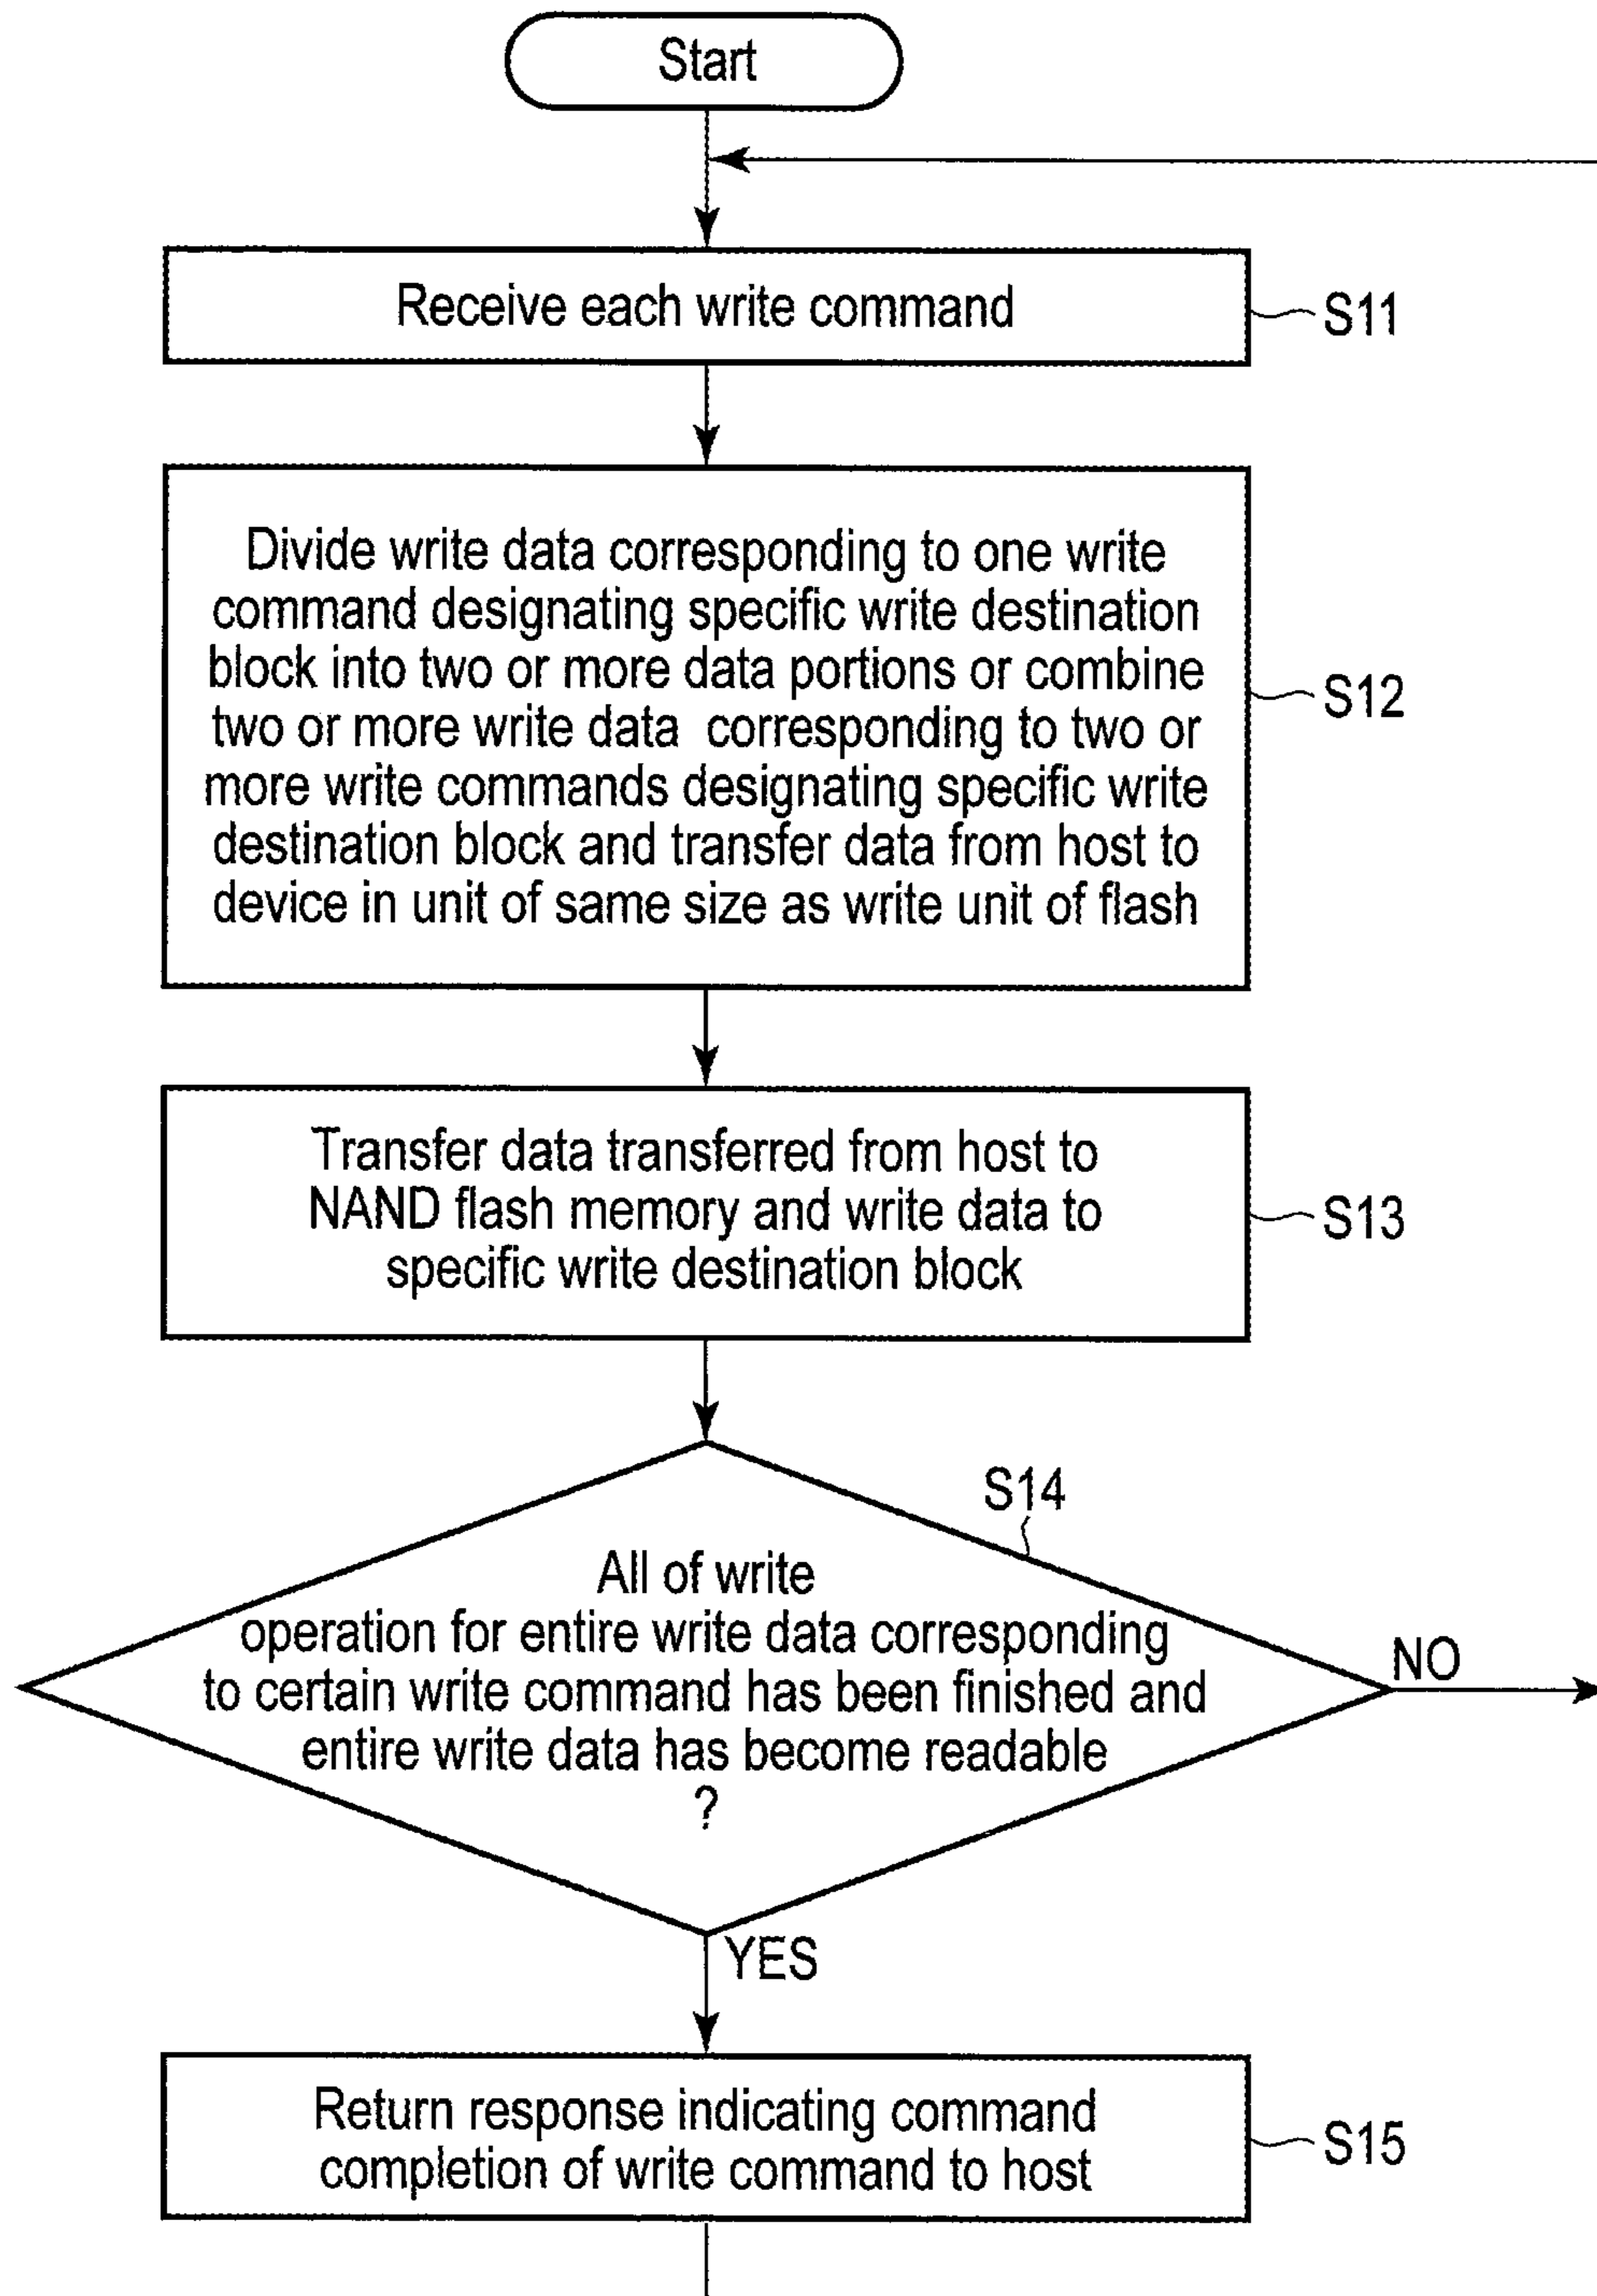 Start
Receive each write command
S11
Divide write data corresponding to one write
command designating specific write destination
block into two or more data portions or combine
two or more write data corresponding to two or
more write commands designating specific write
destination block and transfer data from host to
device in unit of same size as write unit of flash
S12
Transfer data transferred from host to
NAND flash memory and write data to
specific write destination block
S13
S14
All of write
operation for entire write data corresponding
to certain write command has been finished and
entire write data has become readable
?
NO
YES
Return response indicating command
completion of write command to host
S15